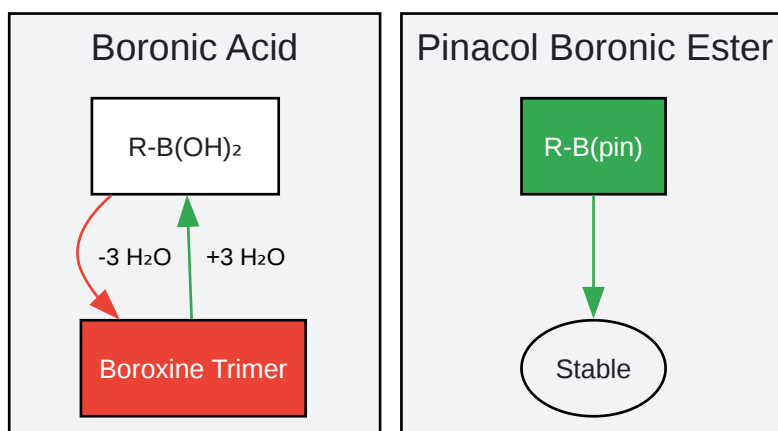 Boronic Acid
R-B(OH)₂
-3 H₂O
+3 H₂O
Boroxine Trimer
Pinacol Boronic Ester
R-B(pin)
Stable